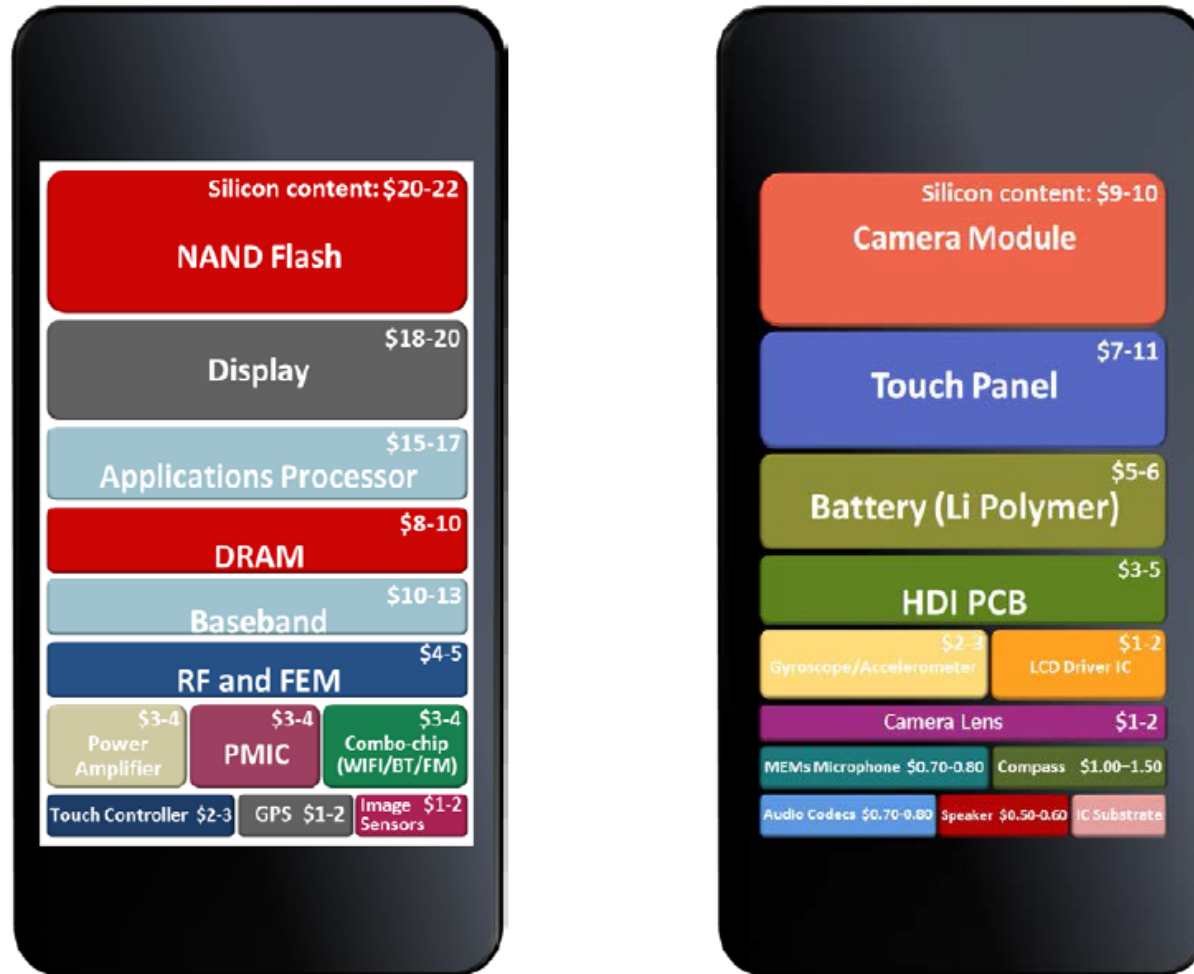 Silicon content: $20-22
NAND Flash
$18-20
Display
$15-17
Applications Processor
$8-10
DRAM
$10-13
Baseband
$4-5
RF and FEM
$3-4
Power
Amplifier
$3-4
PMIC
$3-4
Combo-chip
(WIFI/BT/FM)
Touch Controller $2-3
GPS $1-2
Image $1-2
Sensors
Silicon content: $9-10
Camera Module
$7-11
Touch Panel
$5-6
Battery (Li Polymer)
$3-5
HDI PCB
$2-3
Gyroscope/Accelerometer
$1-2
LCD Driver IC
Camera Lens $1-2
MEMs Microphone $0.70-0.80
Compass $1.00–1.50
Audio Codecs $0.70-0.80
Speaker $0.50-0.60
IC Substrate